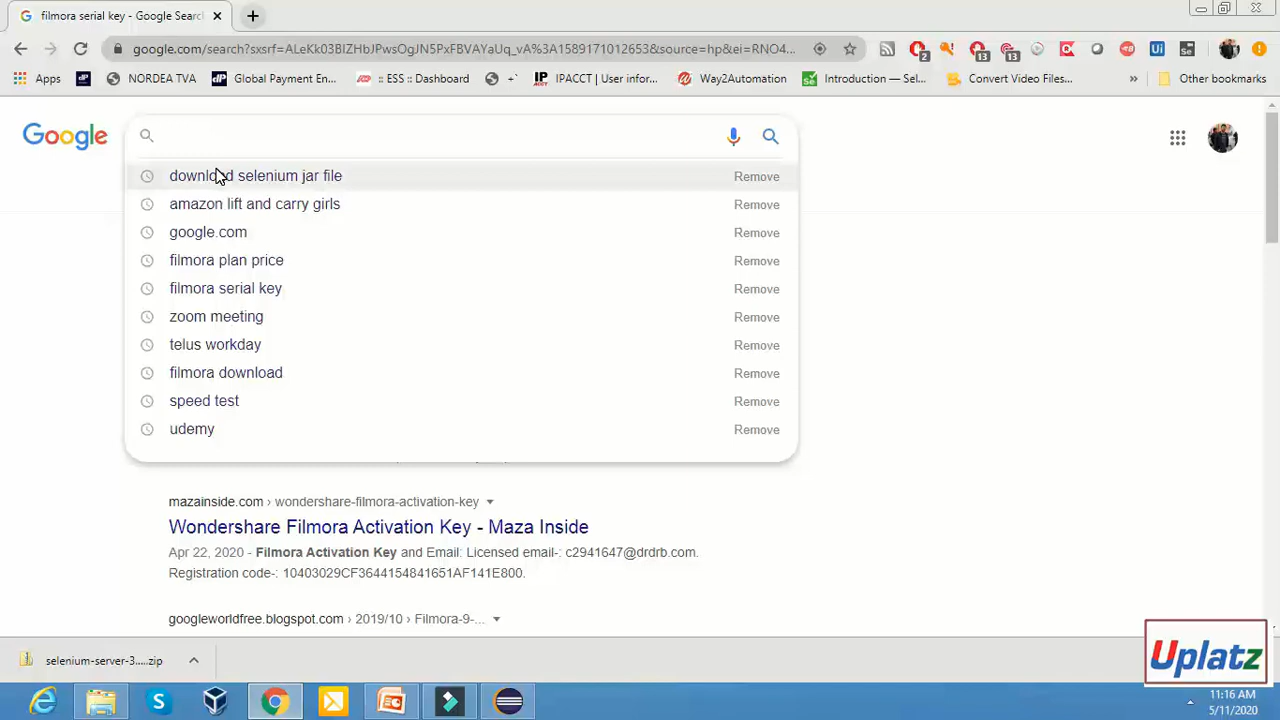 filmora serial key - Google Searc
google.com/search?sxsrf=ALeKk03BIZHbJPwsOgJN5PxFBVAYaUq_vA%3A1589171012653&source=hp&ei=RNO4...
2 13 13
Apps NORDEA TVA Global Payment En... :: ESS :: Dashboard IPACCT | User infor... Way2Automation Introduction — Sel... Convert Video Files... » Other bookmarks
Google
download selenium jar file Remove
amazon lift and carry girls Remove
google.com Remove
filmora plan price Remove
filmora serial key Remove
zoom meeting Remove
telus workday Remove
filmora download Remove
speed test Remove
udemy Remove
mazainside.com › wondershare-filmora-activation-key
Wondershare Filmora Activation Key - Maza Inside
Apr 22, 2020 - Filmora Activation Key and Email: Licensed email-: c2941647@drdrb.com.
Registration code-: 10403029CF3644154841651AF141E800.
googleworldfree.blogspot.com › 2019/10 › Filmora-9-...
selenium-server-3.....zip
Uplatz
11:16 AM
5/11/2020